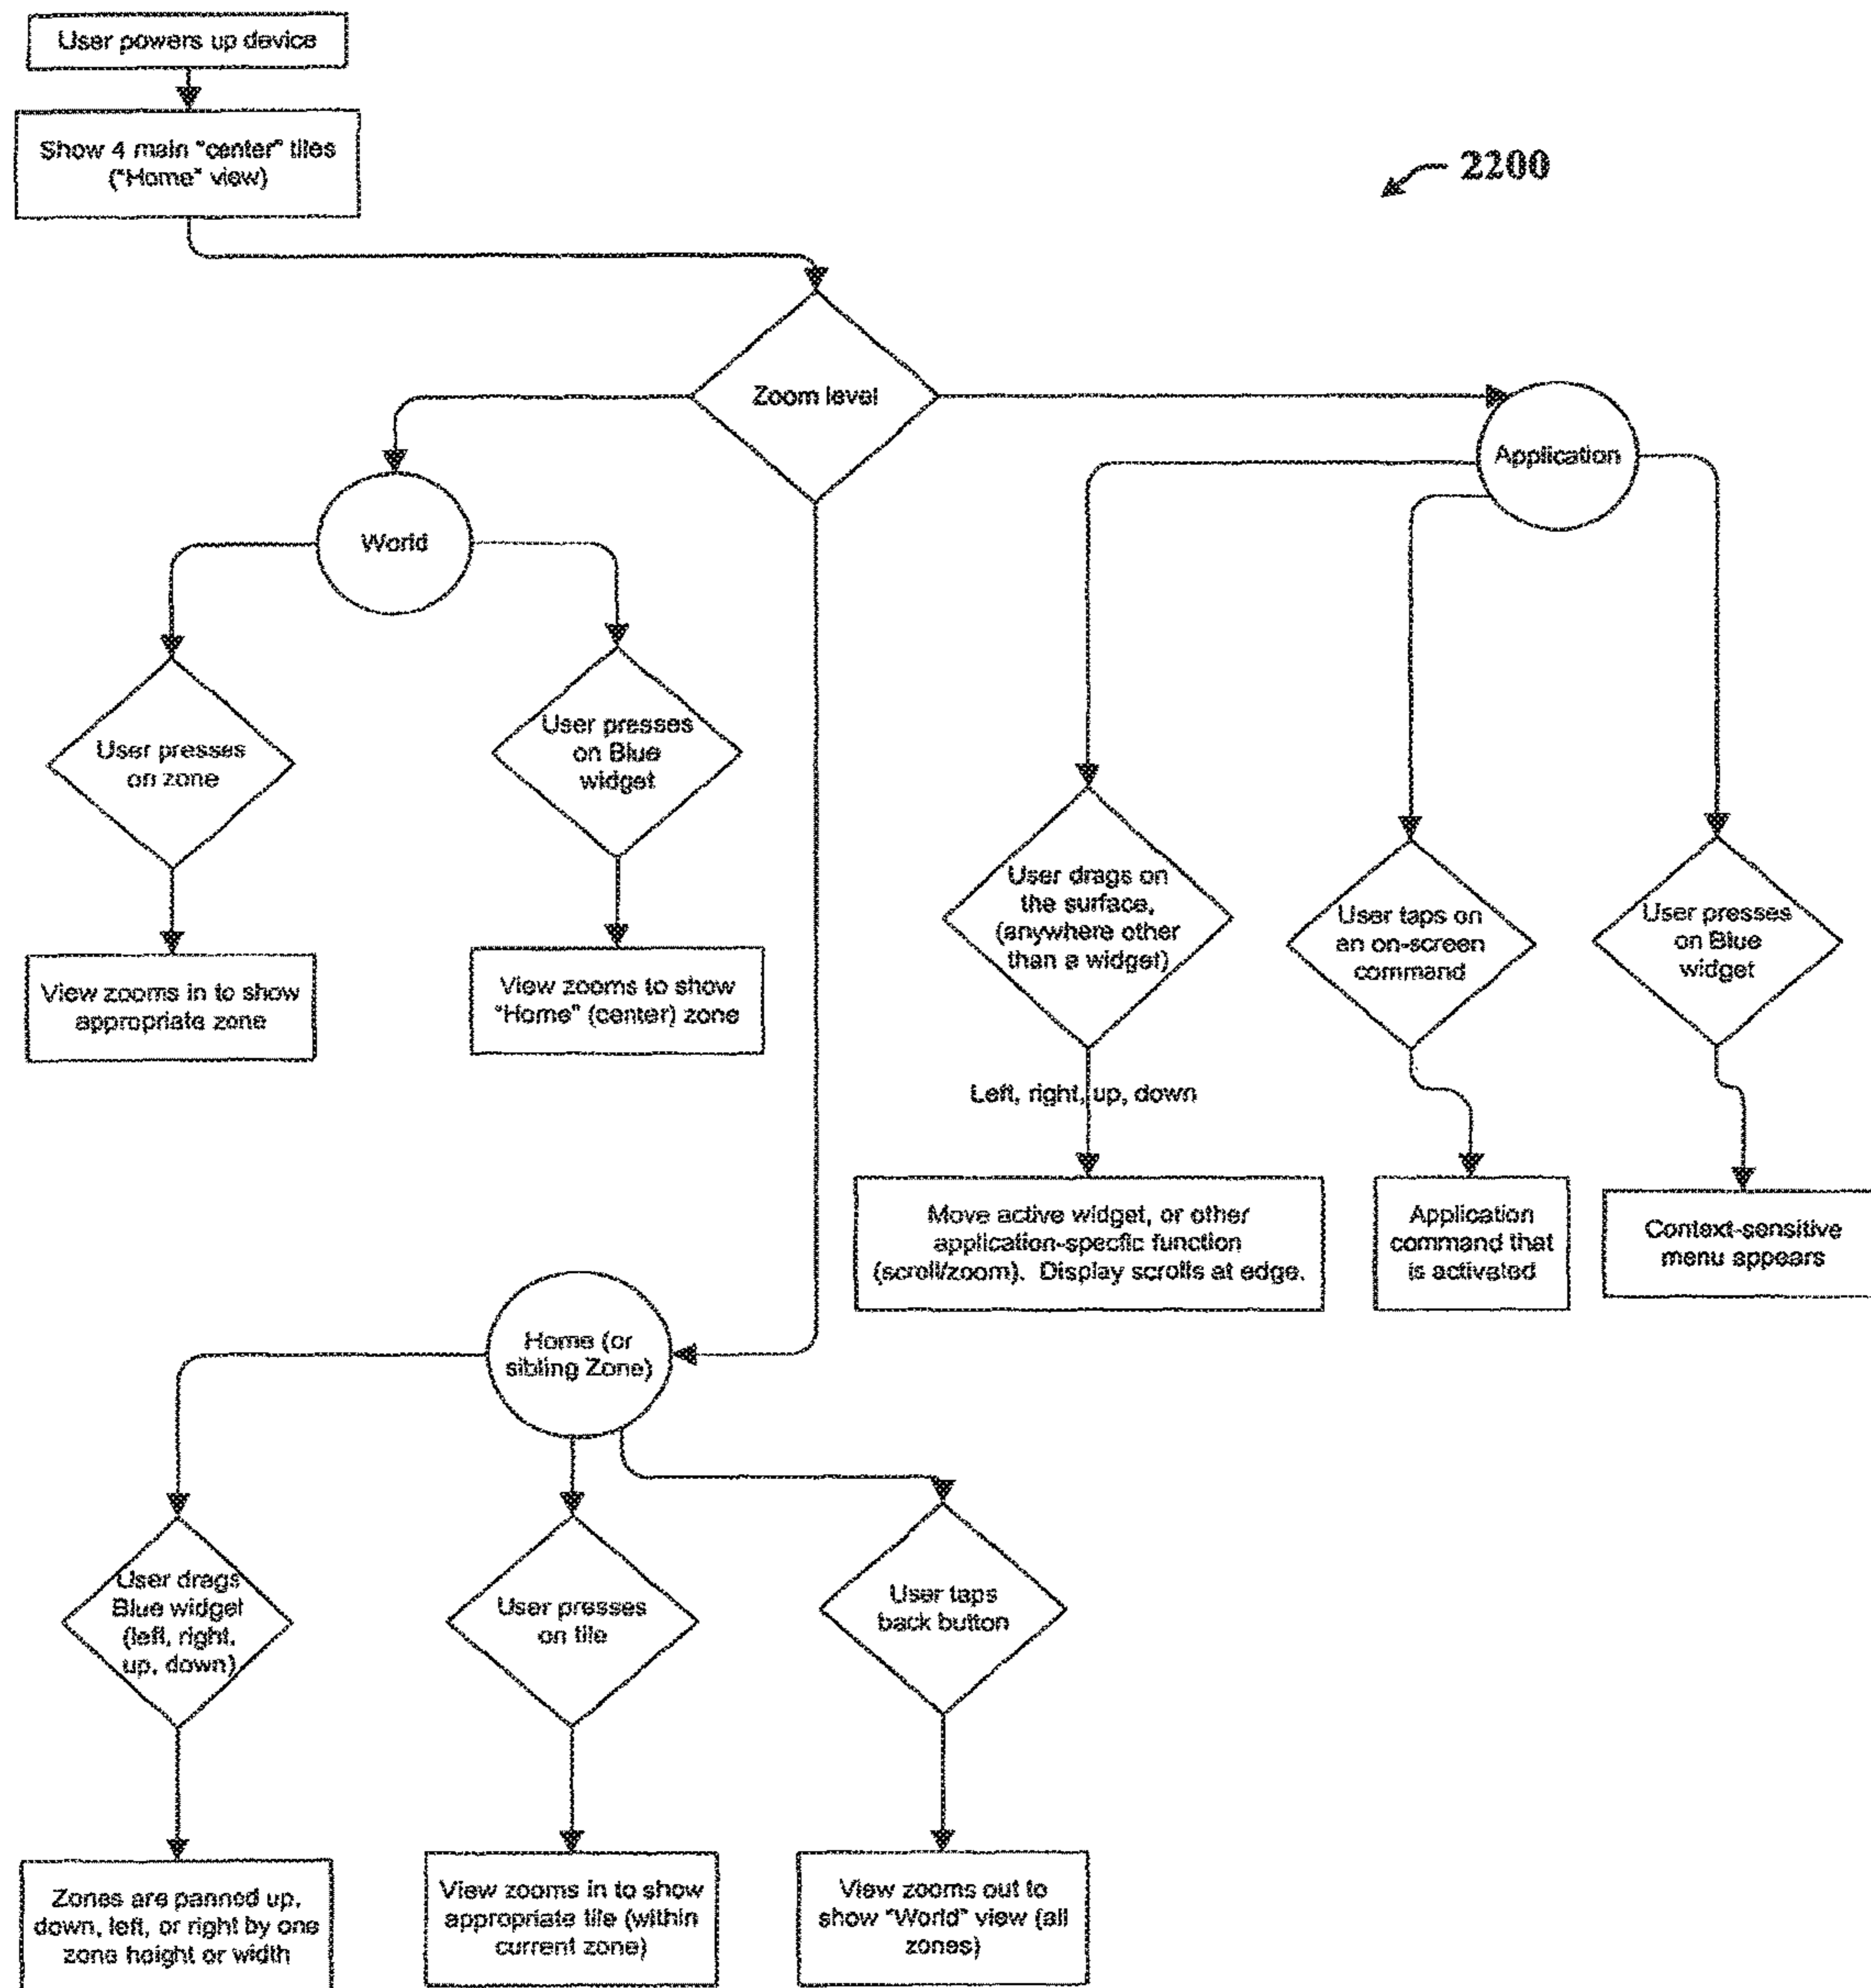 User powers up device
Show 4 main "center" tiles
("Home" view)
2200
Zoom level
Application
World
User presses
on zone
User presses
on Blue
widget
User drags on
the surface,
(anywhere other
than a widget)
User taps on
an on-screen
command
User presses
on Blue
widget
View zooms in to show
appropriate zone
View zooms to show
"Home" (center) zone
Left, right, up, down
Move active widget, or other
application-specfic function
(scroll/zoom). Display scrolls at edge.
Application
command that
is activated
Context-sensitive
menu appears
Home (or
sibling Zone)
User drags
Blue widget
(left, right,
up, down)
User presses
on tile
User taps
back button
Zones are panned up,
down, left, or right by one
zone height or width
View zooms in to show
appropriate tile (within
current zone)
View zooms out to
show "World" view (all
zones)